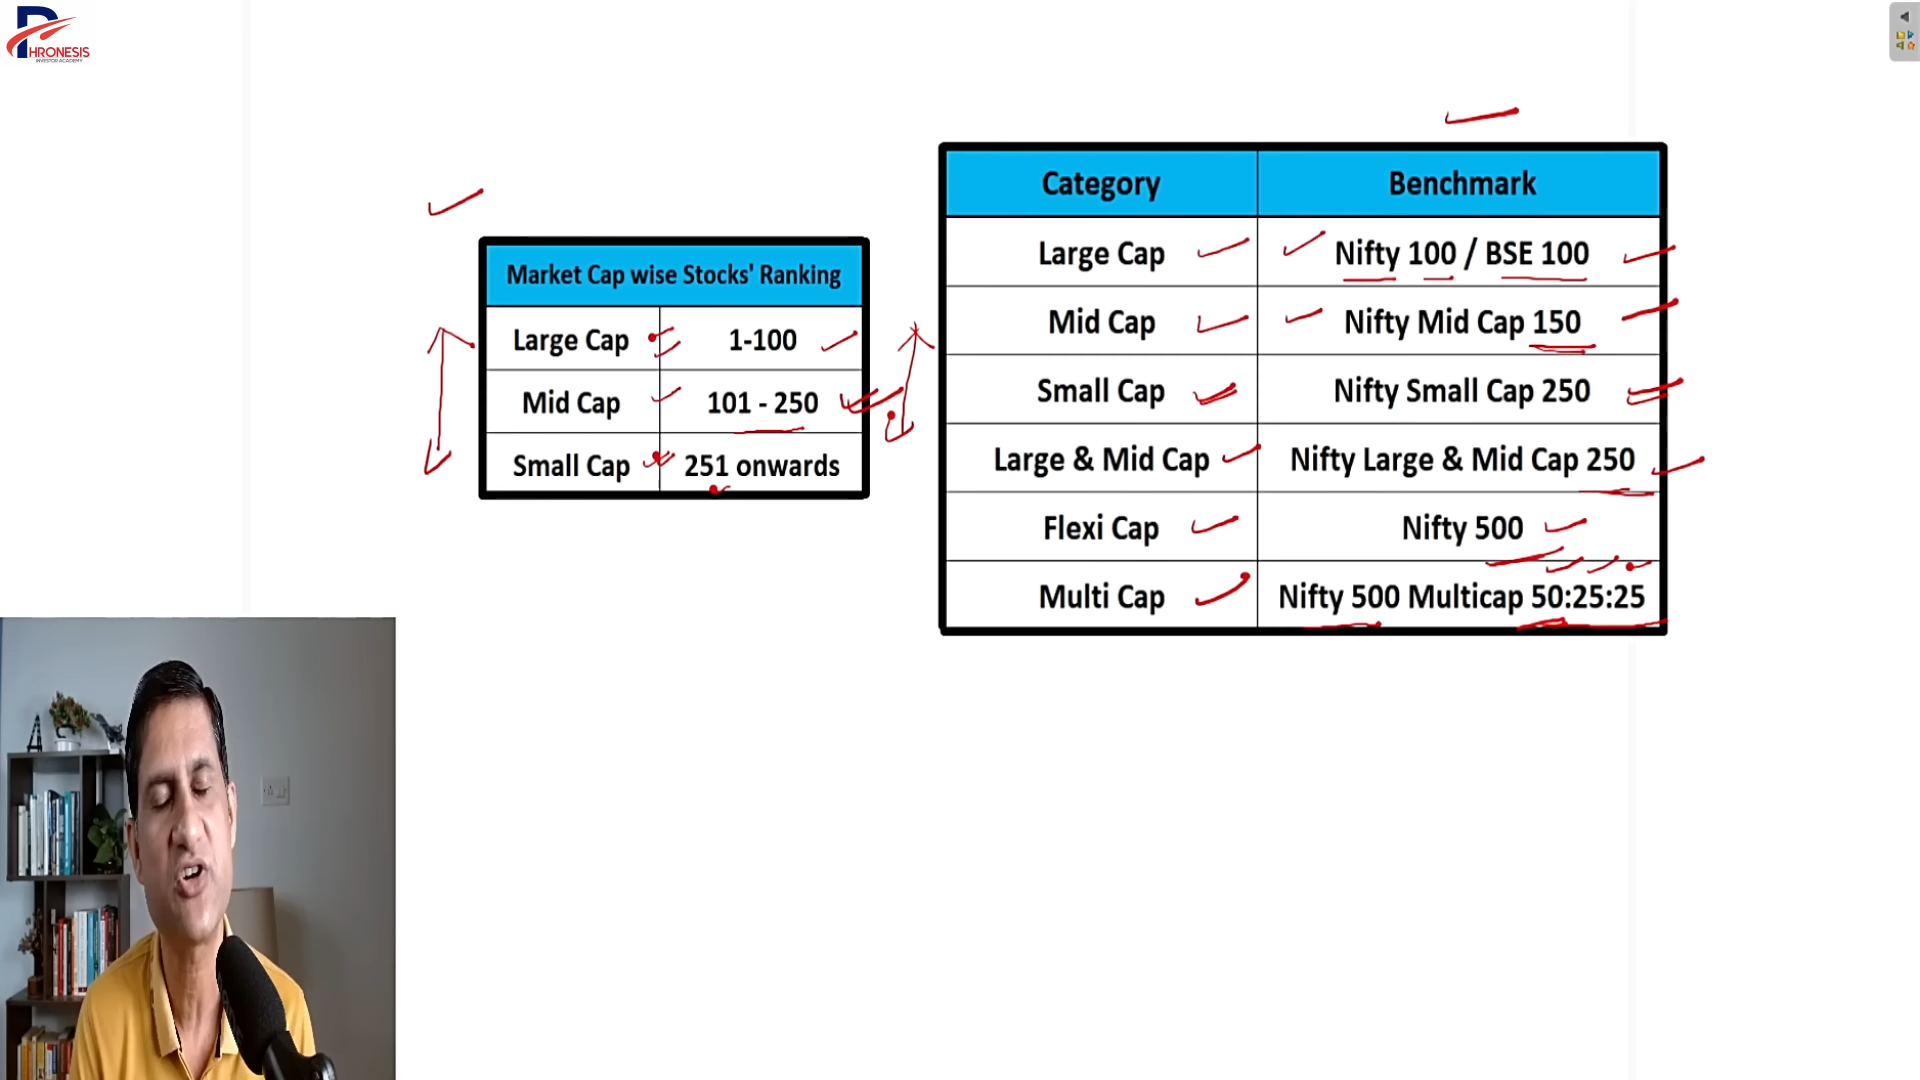 PHRONESIS
INVESTOR ACADEMY
Market Cap wise Stocks' Ranking
Large Cap 1-100
Mid Cap 101 - 250
Small Cap 251 onwards
Category Benchmark
Large Cap Nifty 100 / BSE 100
Mid Cap Nifty Mid Cap 150
Small Cap Nifty Small Cap 250
Large & Mid Cap Nifty Large & Mid Cap 250
Flexi Cap Nifty 500
Multi Cap Nifty 500 Multicap 50:25:25